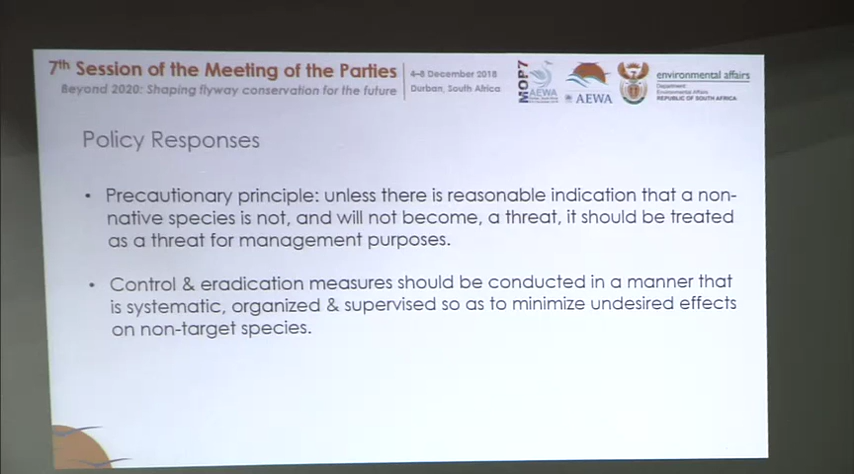 7th Session of the Meeting of the Parties
Beyond 2020: Shaping flyway conservation for the future
4–8 December 2018
Durban, South Africa
MOP7
AEWA
AEWA
environmental affairs
Department:
Environmental Affairs
REPUBLIC OF SOUTH AFRICA
Policy Responses
• Precautionary principle: unless there is reasonable indication that a non-
native species is not, and will not become, a threat, it should be treated
as a threat for management purposes.
• Control & eradication measures should be conducted in a manner that
is systematic, organized & supervised so as to minimize undesired effects
on non-target species.